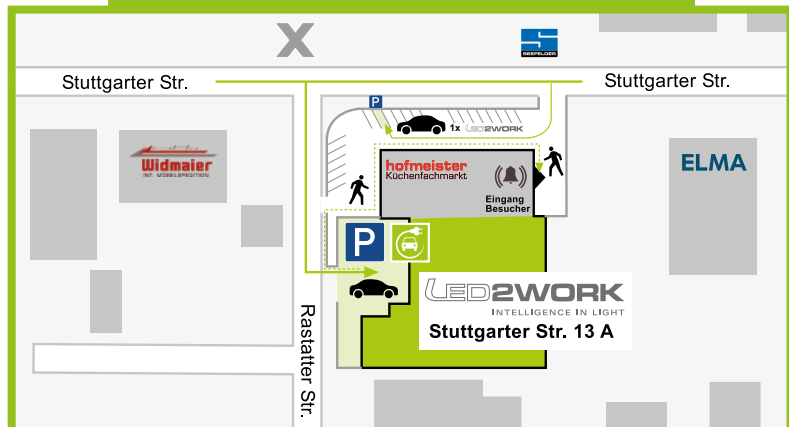 X
SEEFELDER
Stuttgarter Str.
Stuttgarter Str.
P
1x LED2WORK
Widmaier
INT. MÖBELSPEDITION
hofmeister
Küchenfachmarkt
Eingang
Besucher
ELMA
P
LED2WORK
INTELLIGENCE IN LIGHT
Stuttgarter Str. 13 A
Rastatter Str.